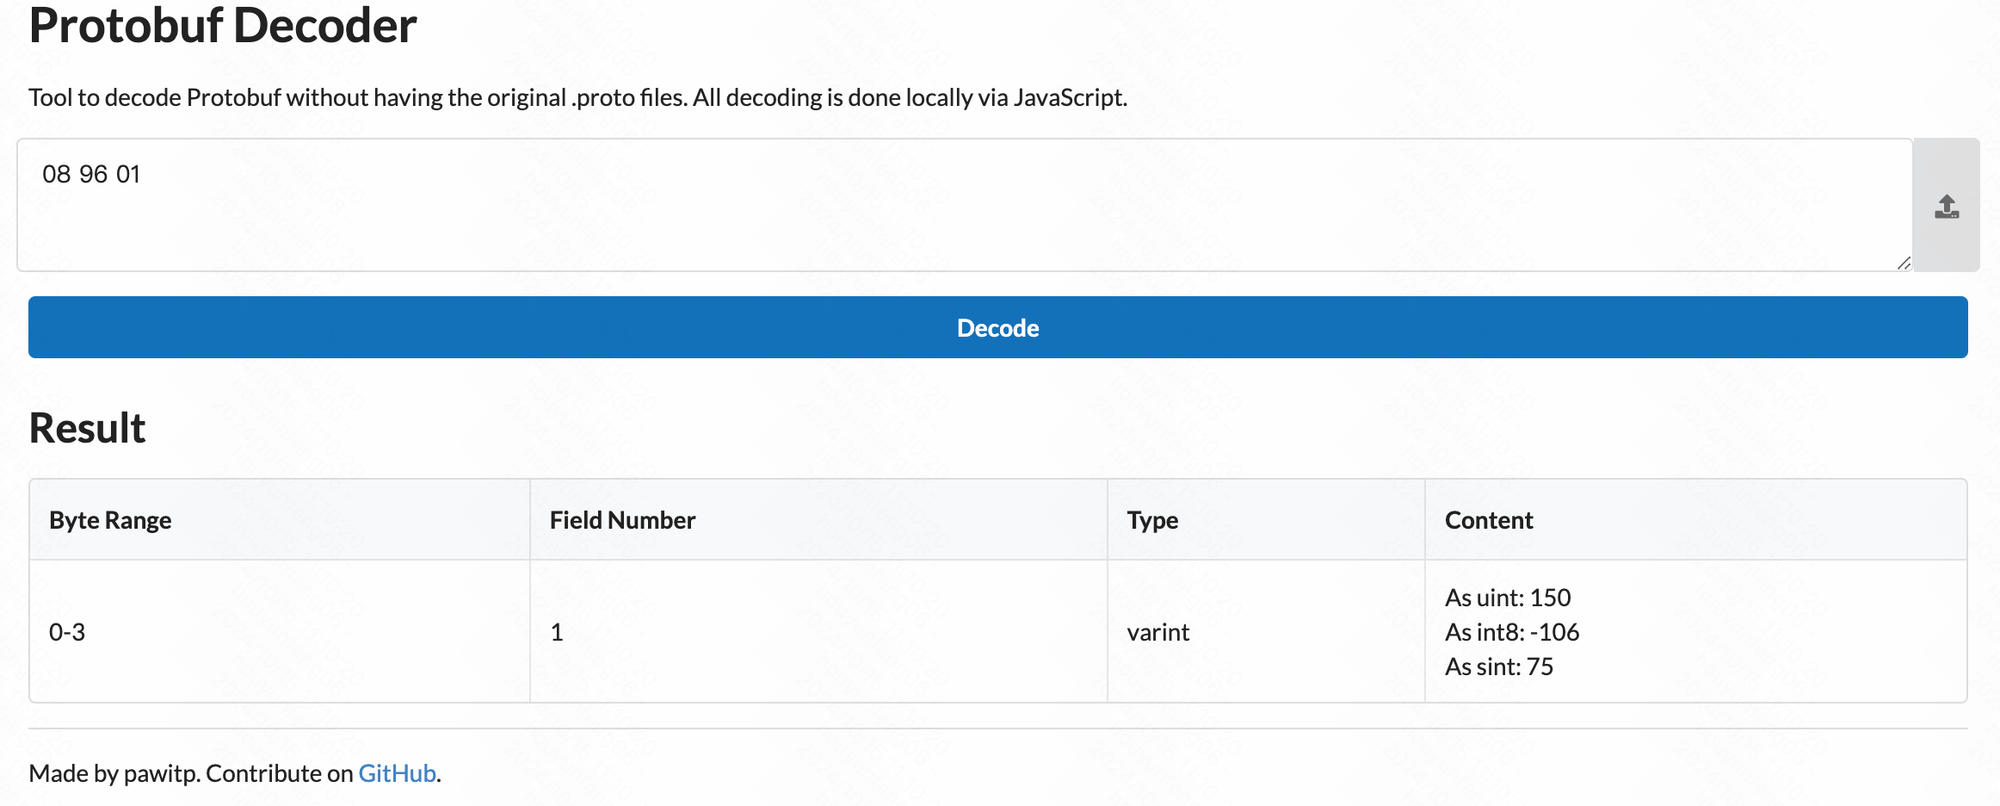 Protobuf Decoder
Tool to decode Protobuf without having the original .proto files. All decoding is done locally via JavaScript.
08 96 01
Decode
Result
Byte Range Field Number Type Content
0-3 1 varint As uint: 150
As int8: -106
As sint: 75
Made by pawitp. Contribute on GitHub.